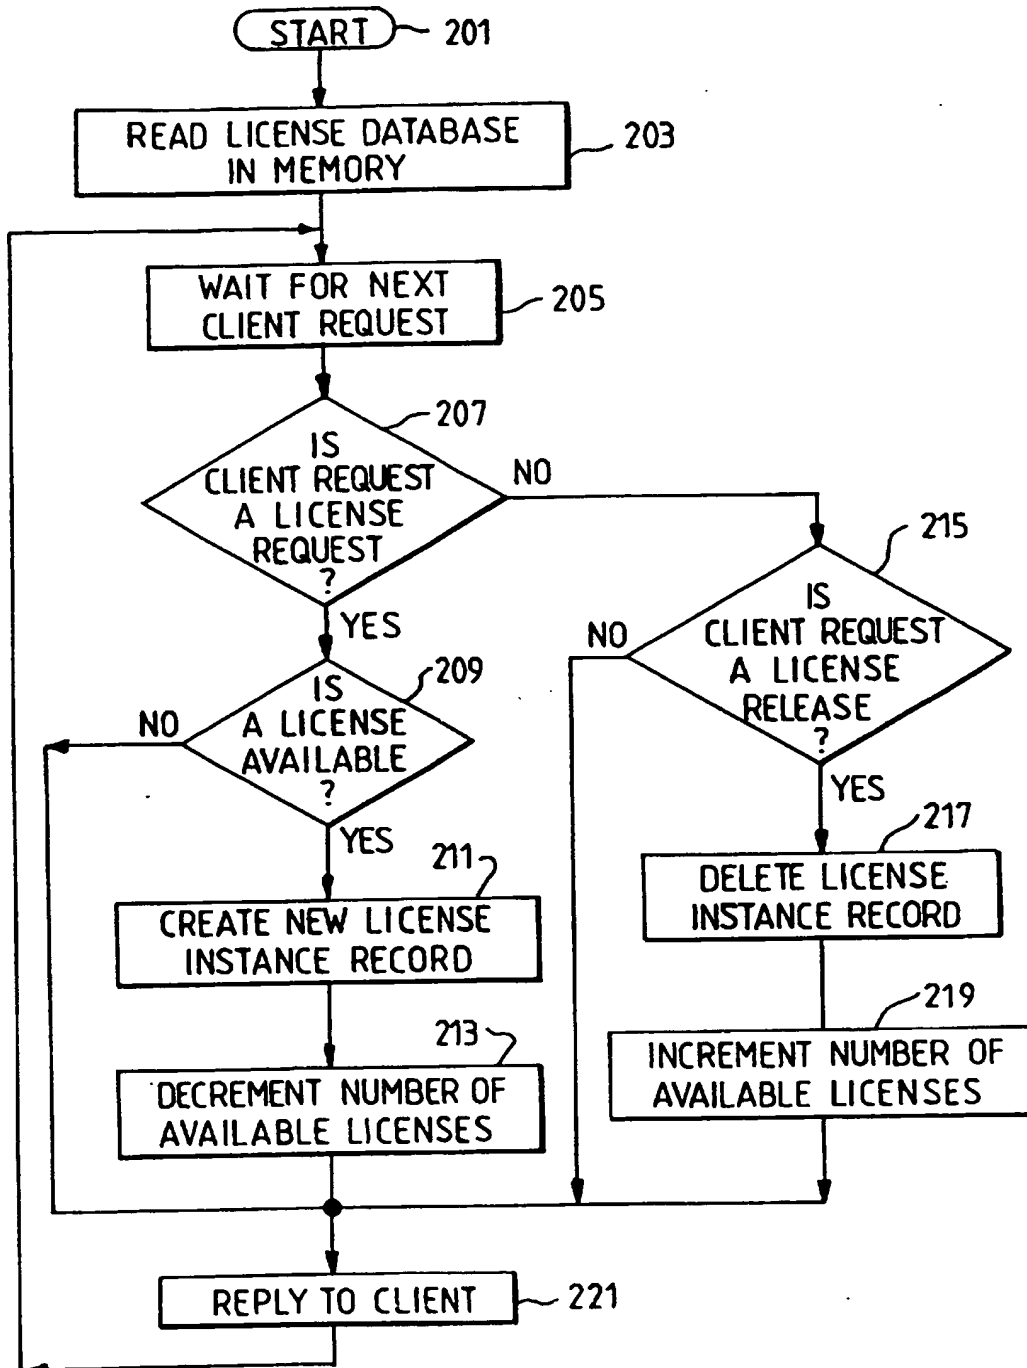 START
201
READ LICENSE DATABASE
IN MEMORY
203
WAIT FOR NEXT
CLIENT REQUEST
205
207
IS
CLIENT REQUEST
A LICENSE
REQUEST
?
NO
YES
215
IS
CLIENT REQUEST
A LICENSE
RELEASE
?
NO
YES
209
IS
A LICENSE
AVAILABLE
?
NO
YES
211
CREATE NEW LICENSE
INSTANCE RECORD
217
DELETE LICENSE
INSTANCE RECORD
213
DECREMENT NUMBER OF
AVAILABLE LICENSES
219
INCREMENT NUMBER OF
AVAILABLE LICENSES
REPLY TO CLIENT
221